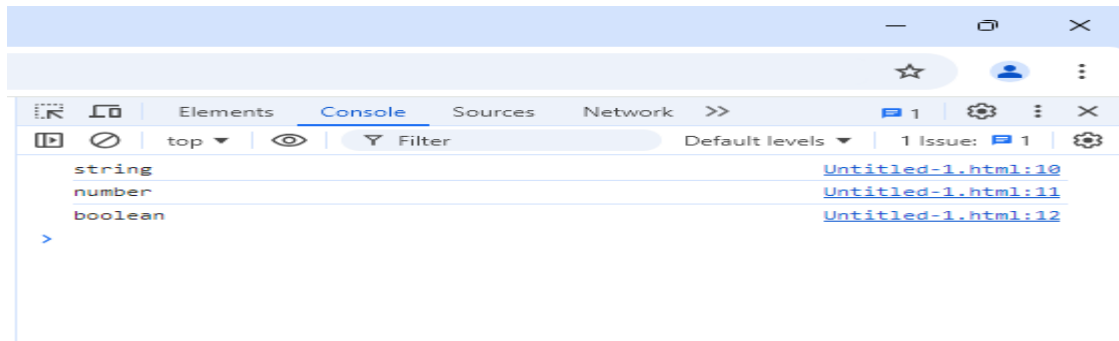 Elements Console Sources Network >> 1
top Filter Default levels 1 Issue: 1
string Untitled-1.html:10
number Untitled-1.html:11
boolean Untitled-1.html:12
>